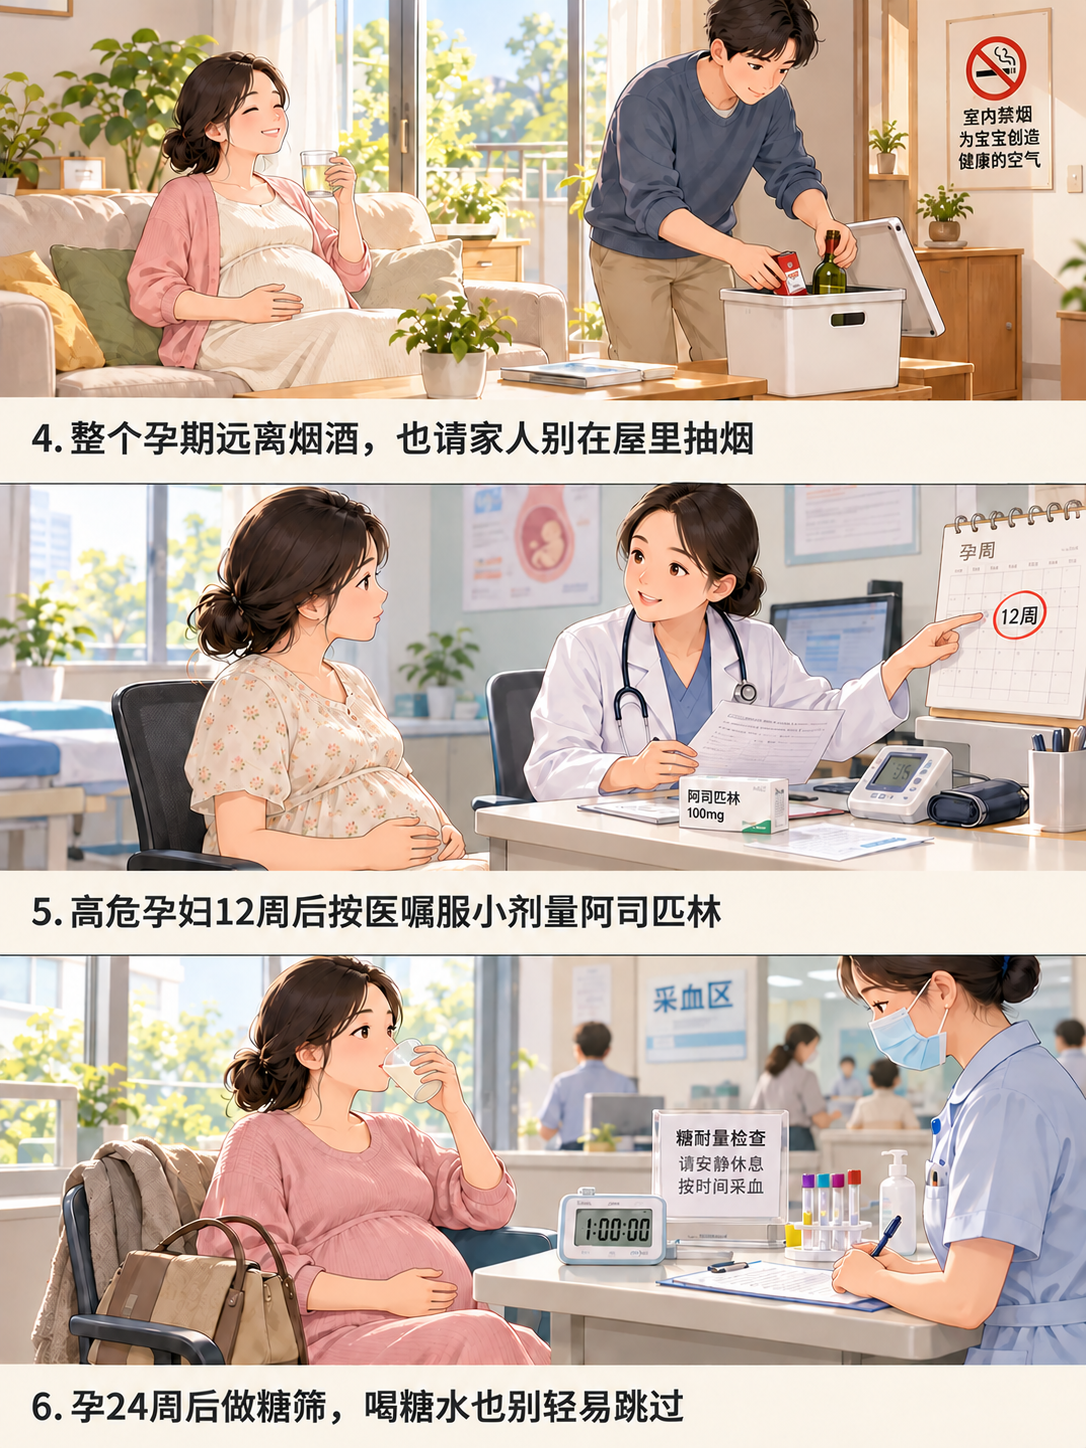 室内禁烟
为宝宝创造
健康的空气
4. 整个孕期远离烟酒，也请家人别在屋里抽烟
孕周
12周
阿司匹林
100mg
5. 高危孕妇12周后按医嘱服小剂量阿司匹林
采血区
糖耐量检查
请安静休息
按时间采血
1:00:00
6. 孕24周后做糖筛，喝糖水也别轻易跳过